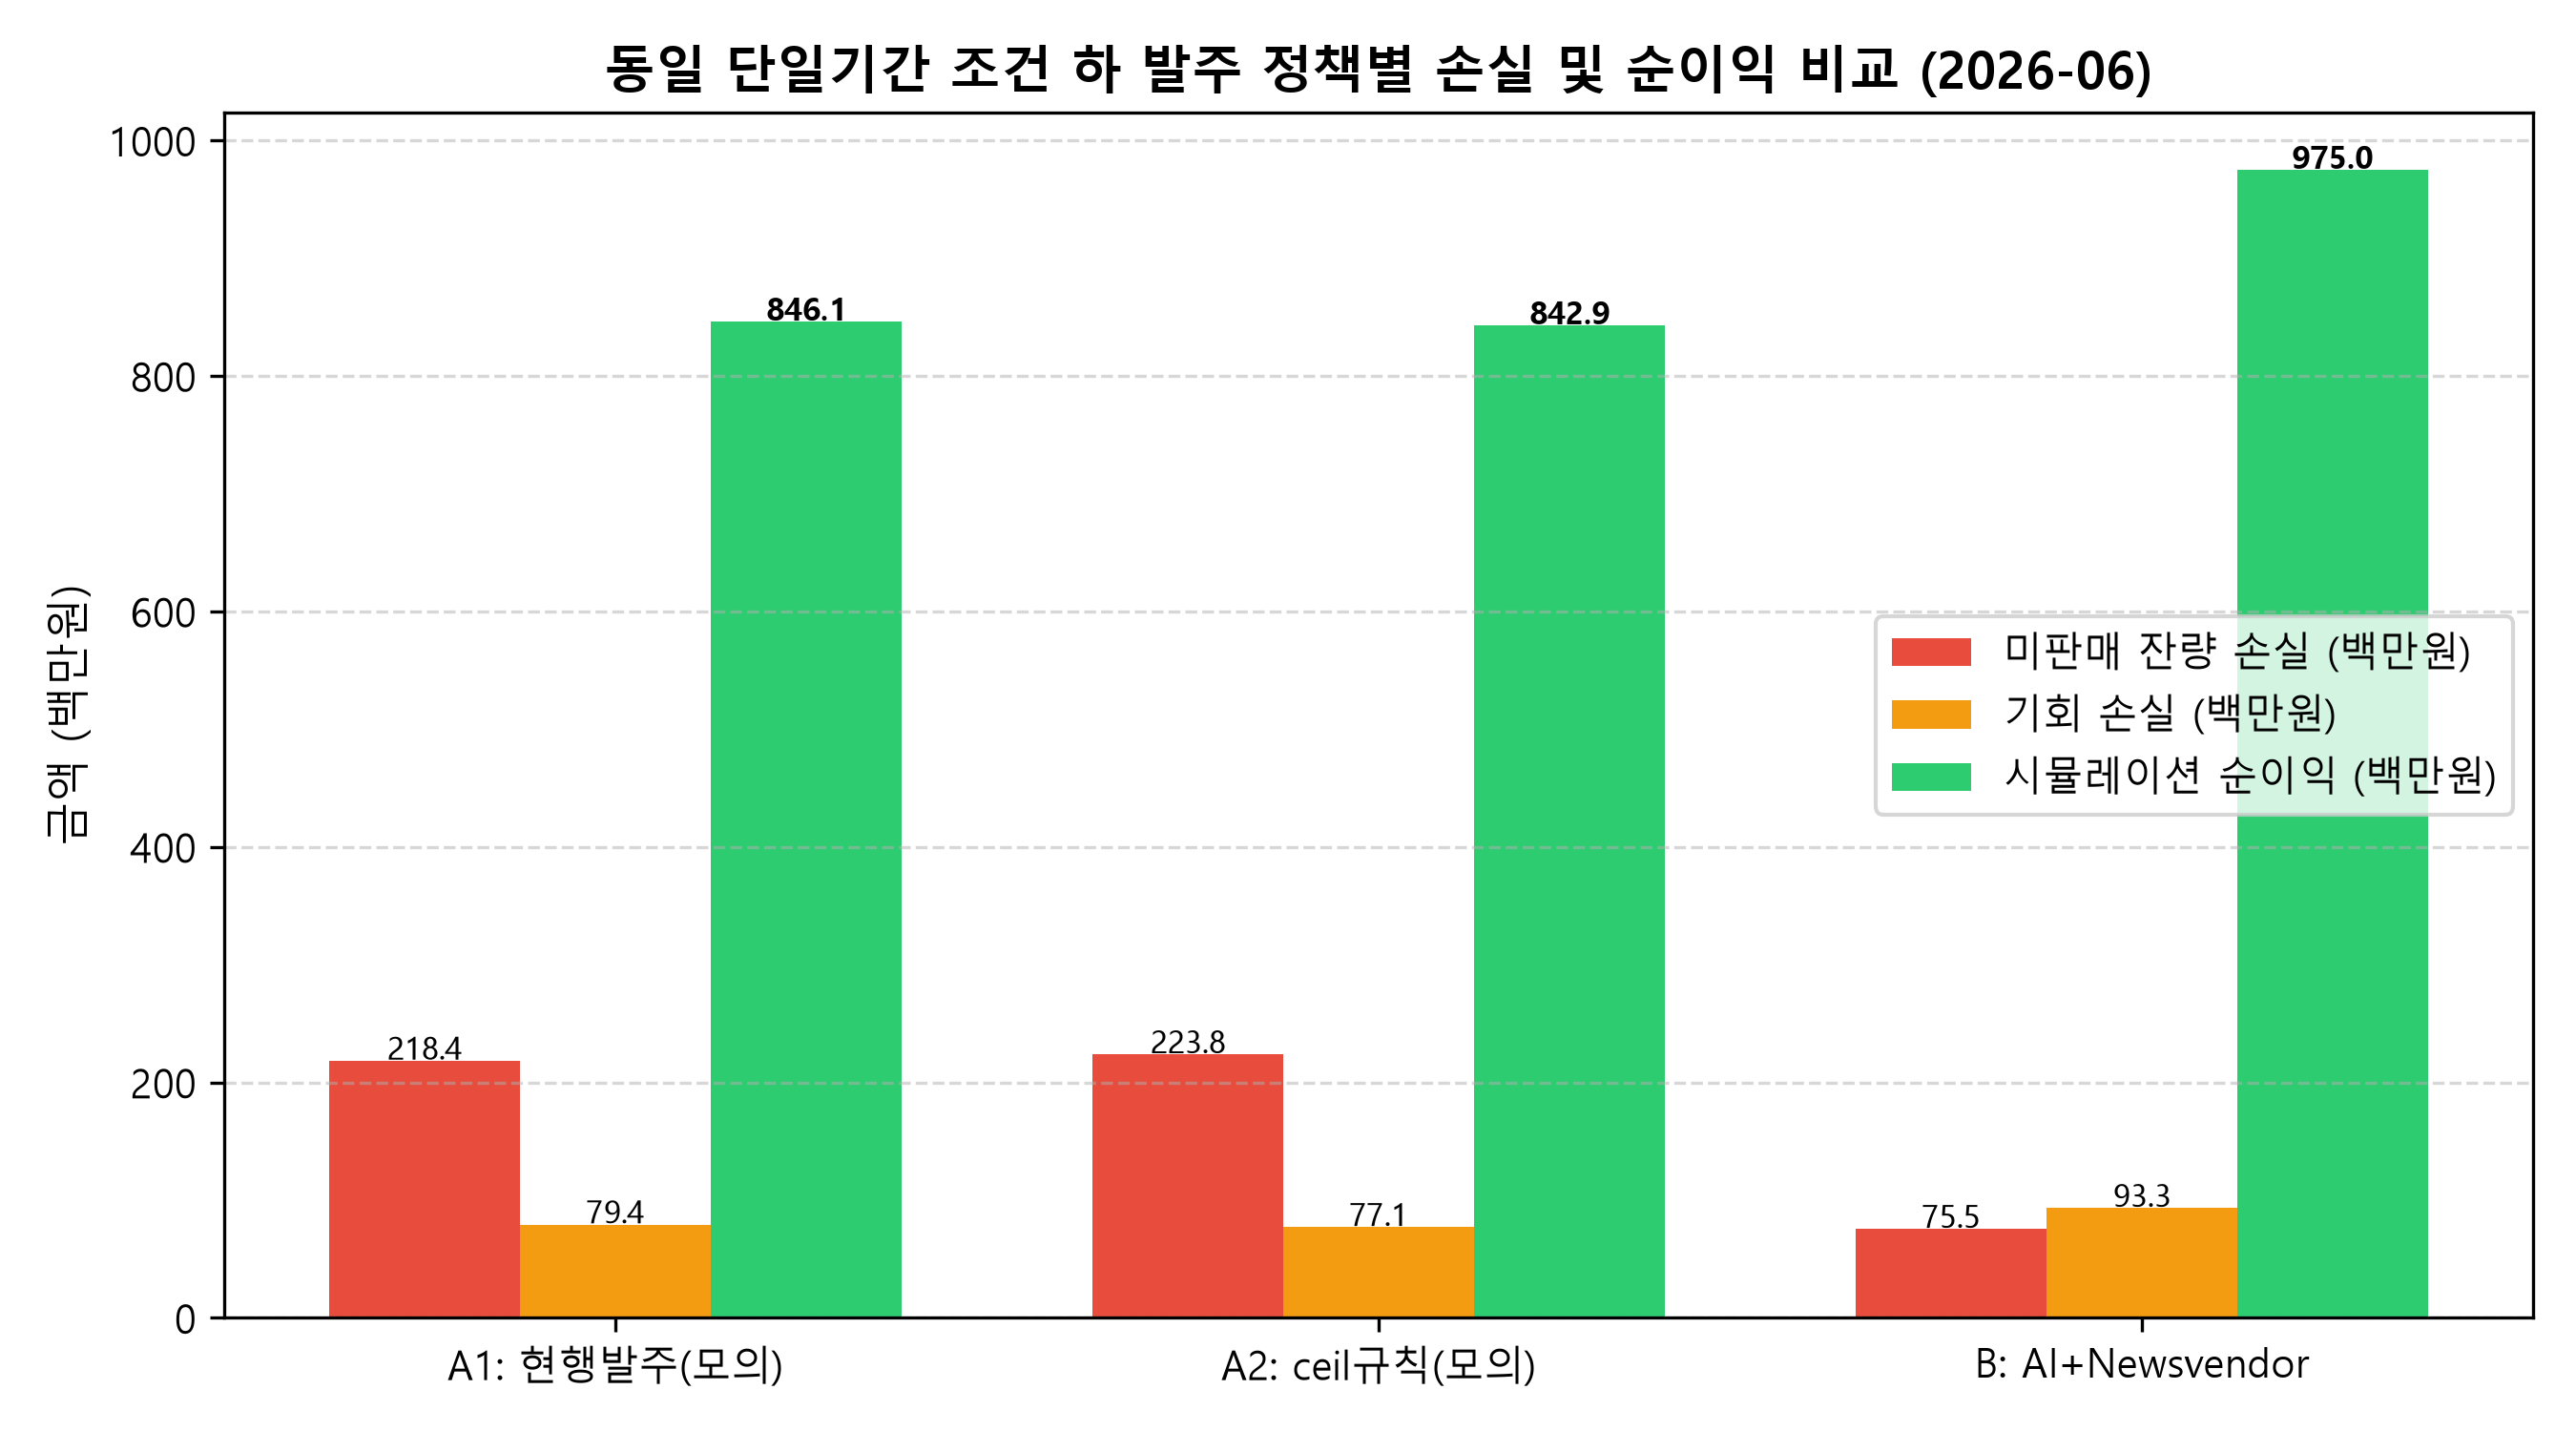 동일 단일기간 조건 하 발주 정책별 손실 및 순이익 비교 (2026-06)
금액 (백만원)
1000
800
600
400
200
0
218.4
79.4
846.1
223.8
77.1
842.9
75.5
93.3
975.0
미판매 잔량 손실 (백만원)
기회 손실 (백만원)
시뮬레이션 순이익 (백만원)
A1: 현행발주(모의)
A2: ceil규칙(모의)
B: AI+Newsvendor